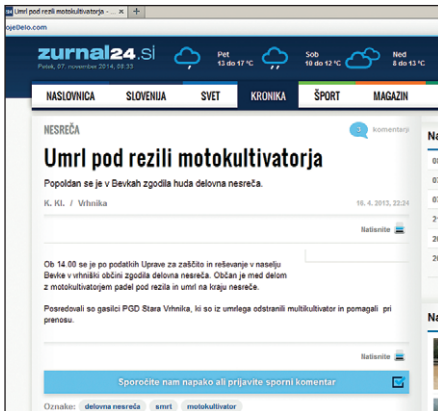 Umrl pod rezili motokultivatorja - ...
ojeDelo.com
zurnal24.si
Petek, 07. november 2014, 08:33
Pet
13 do 17 °C
Sob
10 do 12 °C
Ned
8 do 13 °C
NASLOVNICA SLOVENIJA SVET KRONIKA ŠPORT MAGAZIN
NESREČA
3 komentarji
Umrl pod rezili motokultivatorja
Popoldan se je v Bevkah zgodila huda delovna nesreča.
K. Kl. / Vrhnika
16. 4. 2013, 22:24
Natisnite
Ob 14.00 se je po podatkih Uprave za zaščito in reševanje v naselju
Bevke v vrhniški občini zgodila delovna nesreča. Občan je med delom
z motokultivatorjem padel pod rezila in umrl na kraju nesreče.
Posredovali so gasilci PGD Stara Vrhnika, ki so iz umrlega odstranili multikultivator in pomagali pri
prenosu.
Natisnite
Sporočite nam napako ali prijavite sporni komentar
Oznake: delovna nesreča smrt motokultivator
Na
Na